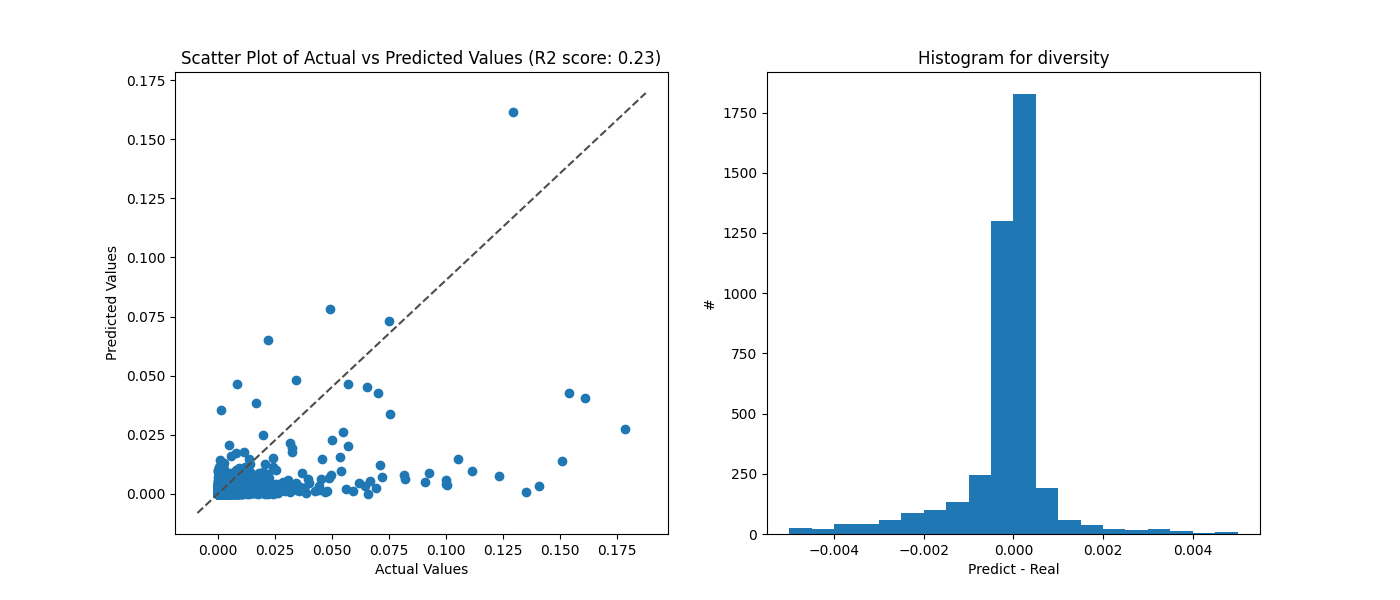 Scatter Plot of Actual vs Predicted Values (R2 score: 0.23)
Predicted Values
0.175
0.150
0.125
0.100
0.075
0.050
0.025
0.000
0.000 0.025 0.050 0.075 0.100 0.125 0.150 0.175
Actual Values
Histogram for diversity
#
1750
1500
1250
1000
750
500
250
0
−0.004 −0.002 0.000 0.002 0.004
Predict - Real